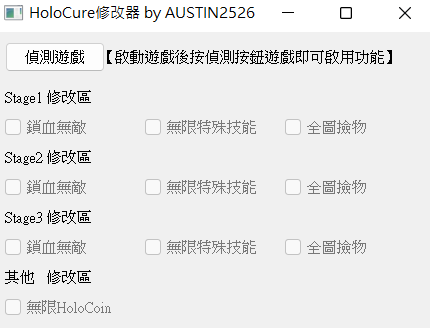 HoloCure修改器 by AUSTIN2526
偵測遊戲 【啟動遊戲後按偵測按鈕遊戲即可啟用功能】
Stage1 修改區
鎖血無敵 無限特殊技能 全圖撿物
Stage2 修改區
鎖血無敵 無限特殊技能 全圖撿物
Stage3 修改區
鎖血無敵 無限特殊技能 全圖撿物
其他 修改區
無限HoloCoin